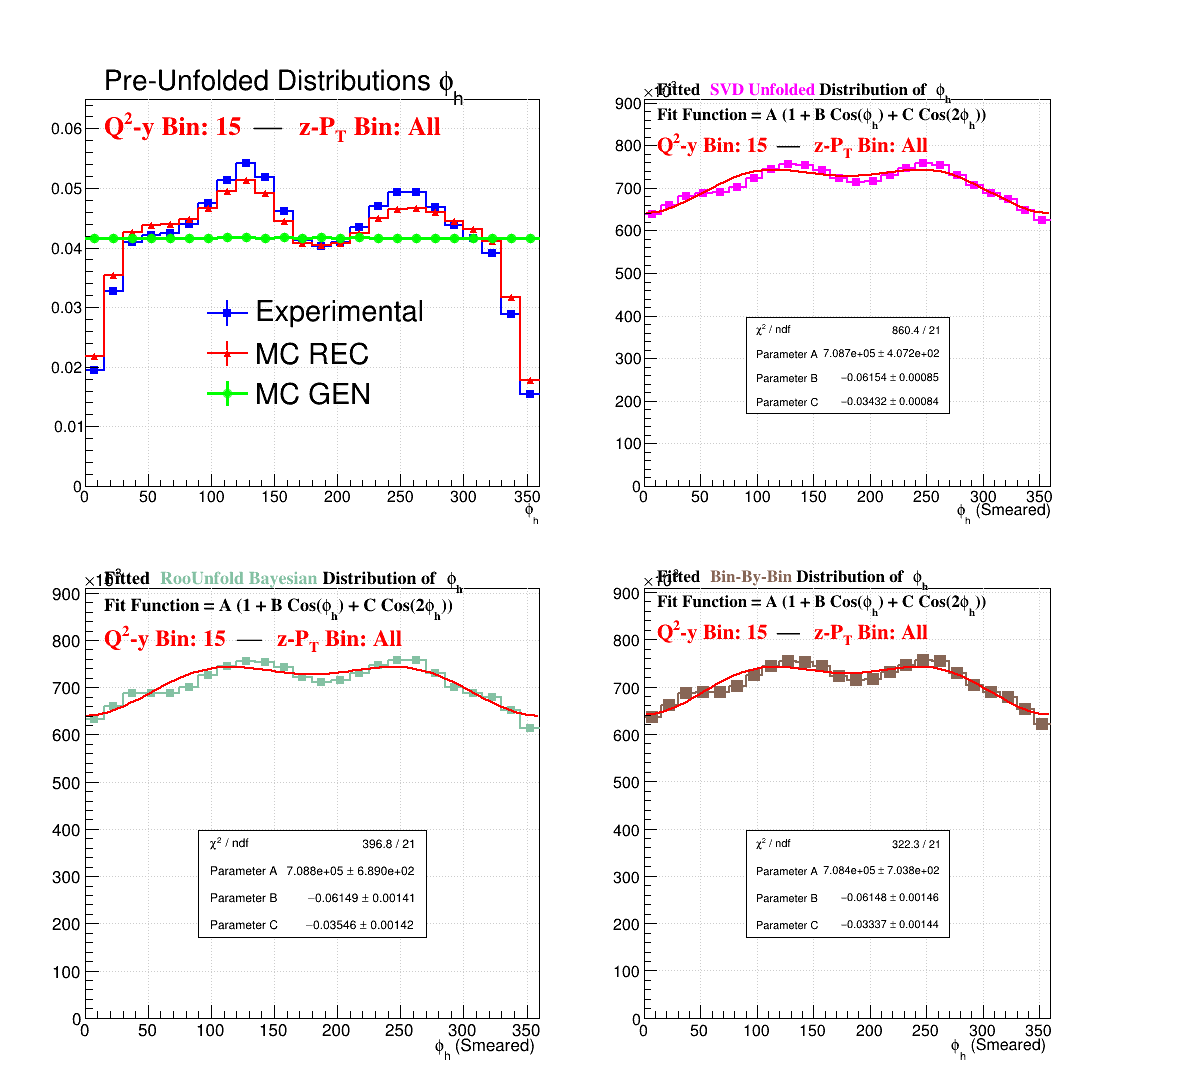 Pre-Unfolded Distributions ϕh
Q²-y Bin: 15 — z-PT Bin: All
0.06
0.05
0.04
0.03
0.02
0.01
0
Experimental
MC REC
MC GEN
0 50 100 150 200 250 300 350
ϕh
Fitted SVD Unfolded Distribution of ϕh
Fit Function = A (1 + B Cos(ϕh) + C Cos(2ϕh))
Q²-y Bin: 15 — z-PT Bin: All
900
800
700
600
500
400
300
200
100
0
χ² / ndf 860.4 / 21
Parameter A 7.087e+05 ± 4.072e+02
Parameter B −0.06154 ± 0.00085
Parameter C −0.03432 ± 0.00084
0 50 100 150 200 250 300 350
ϕh (Smeared)
Fitted RooUnfold Bayesian Distribution of ϕh
Fit Function = A (1 + B Cos(ϕh) + C Cos(2ϕh))
Q²-y Bin: 15 — z-PT Bin: All
900
800
700
600
500
400
300
200
100
0
χ² / ndf 396.8 / 21
Parameter A 7.088e+05 ± 6.890e+02
Parameter B −0.06149 ± 0.00141
Parameter C −0.03546 ± 0.00142
0 50 100 150 200 250 300 350
ϕh (Smeared)
Fitted Bin-By-Bin Distribution of ϕh
Fit Function = A (1 + B Cos(ϕh) + C Cos(2ϕh))
Q²-y Bin: 15 — z-PT Bin: All
900
800
700
600
500
400
300
200
100
0
χ² / ndf 322.3 / 21
Parameter A 7.084e+05 ± 7.038e+02
Parameter B −0.06148 ± 0.00146
Parameter C −0.03337 ± 0.00144
0 50 100 150 200 250 300 350
ϕh (Smeared)